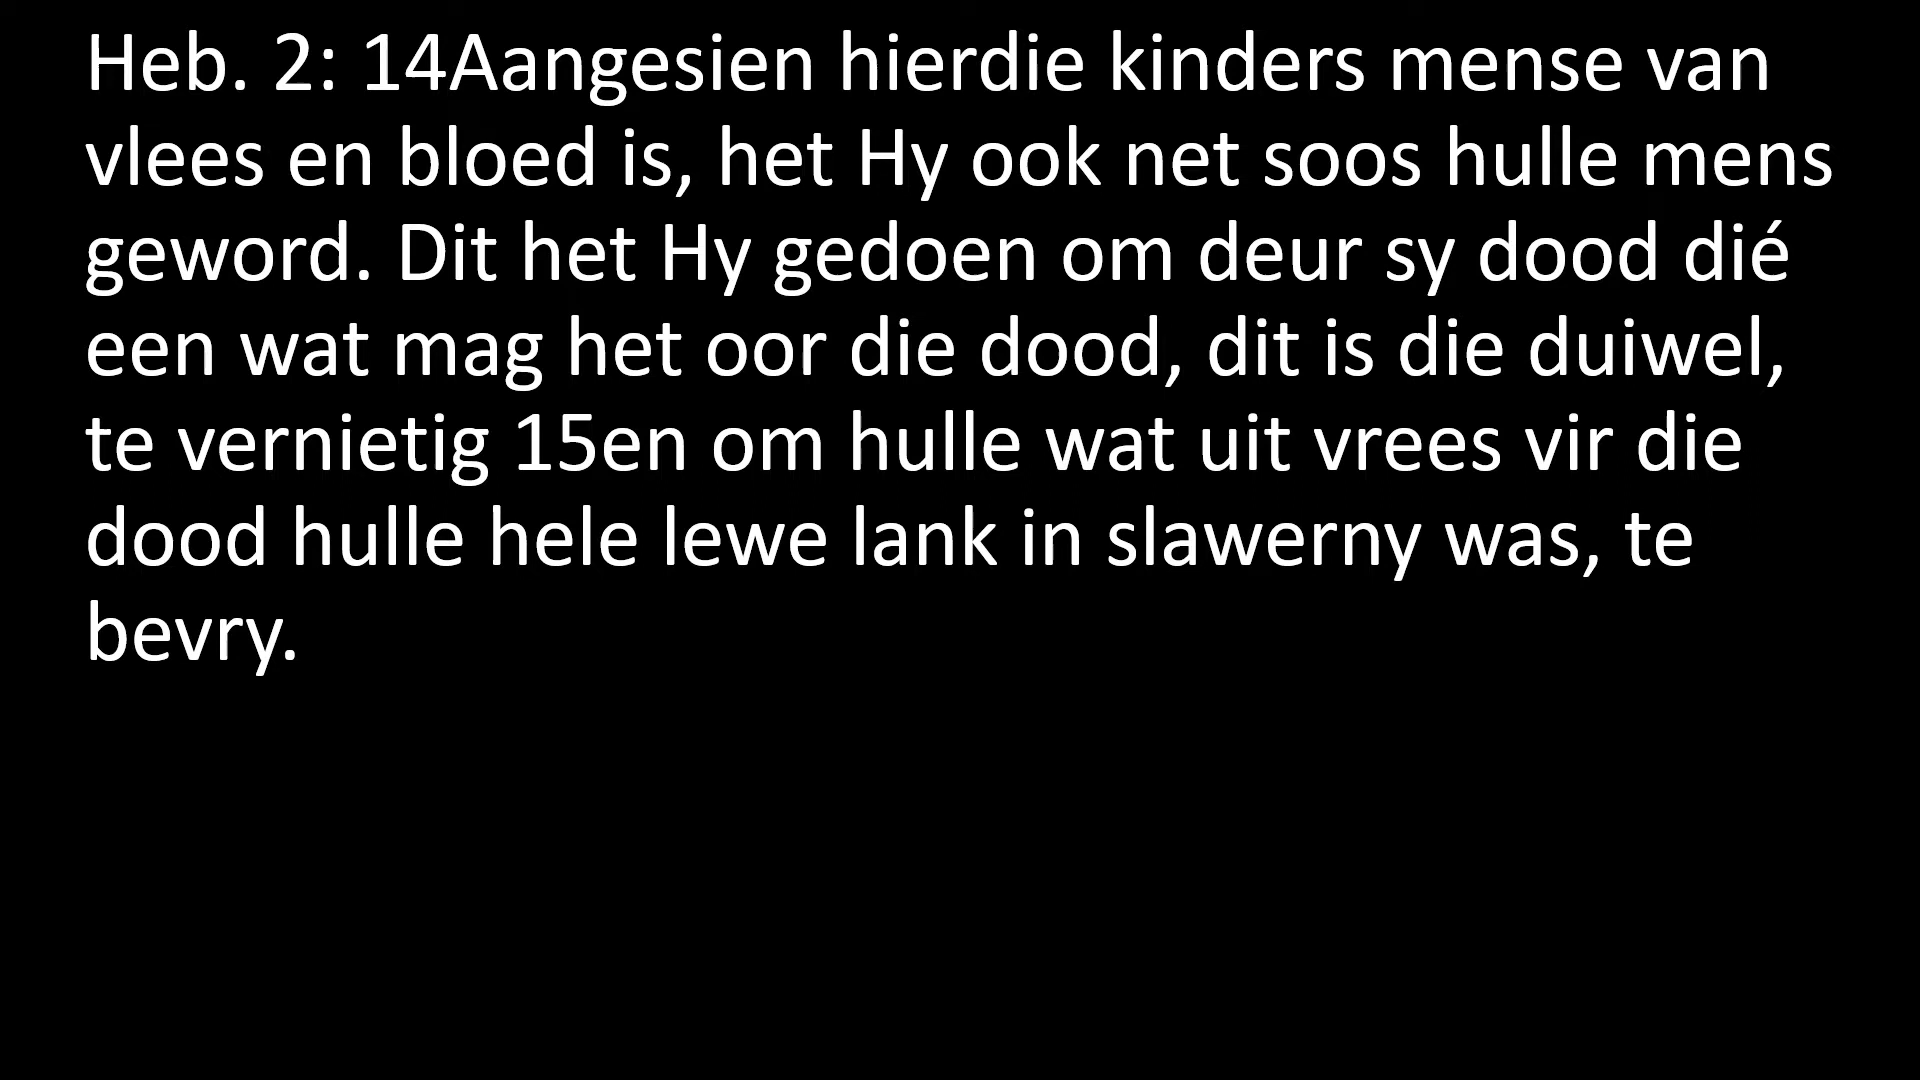 Heb. 2: 14Aangesien hierdie kinders mense van
vlees en bloed is, het Hy ook net soos hulle mens
geword. Dit het Hy gedoen om deur sy dood dié
een wat mag het oor die dood, dit is die duiwel,
te vernietig 15en om hulle wat uit vrees vir die
dood hulle hele lewe lank in slawerny was, te
bevry.